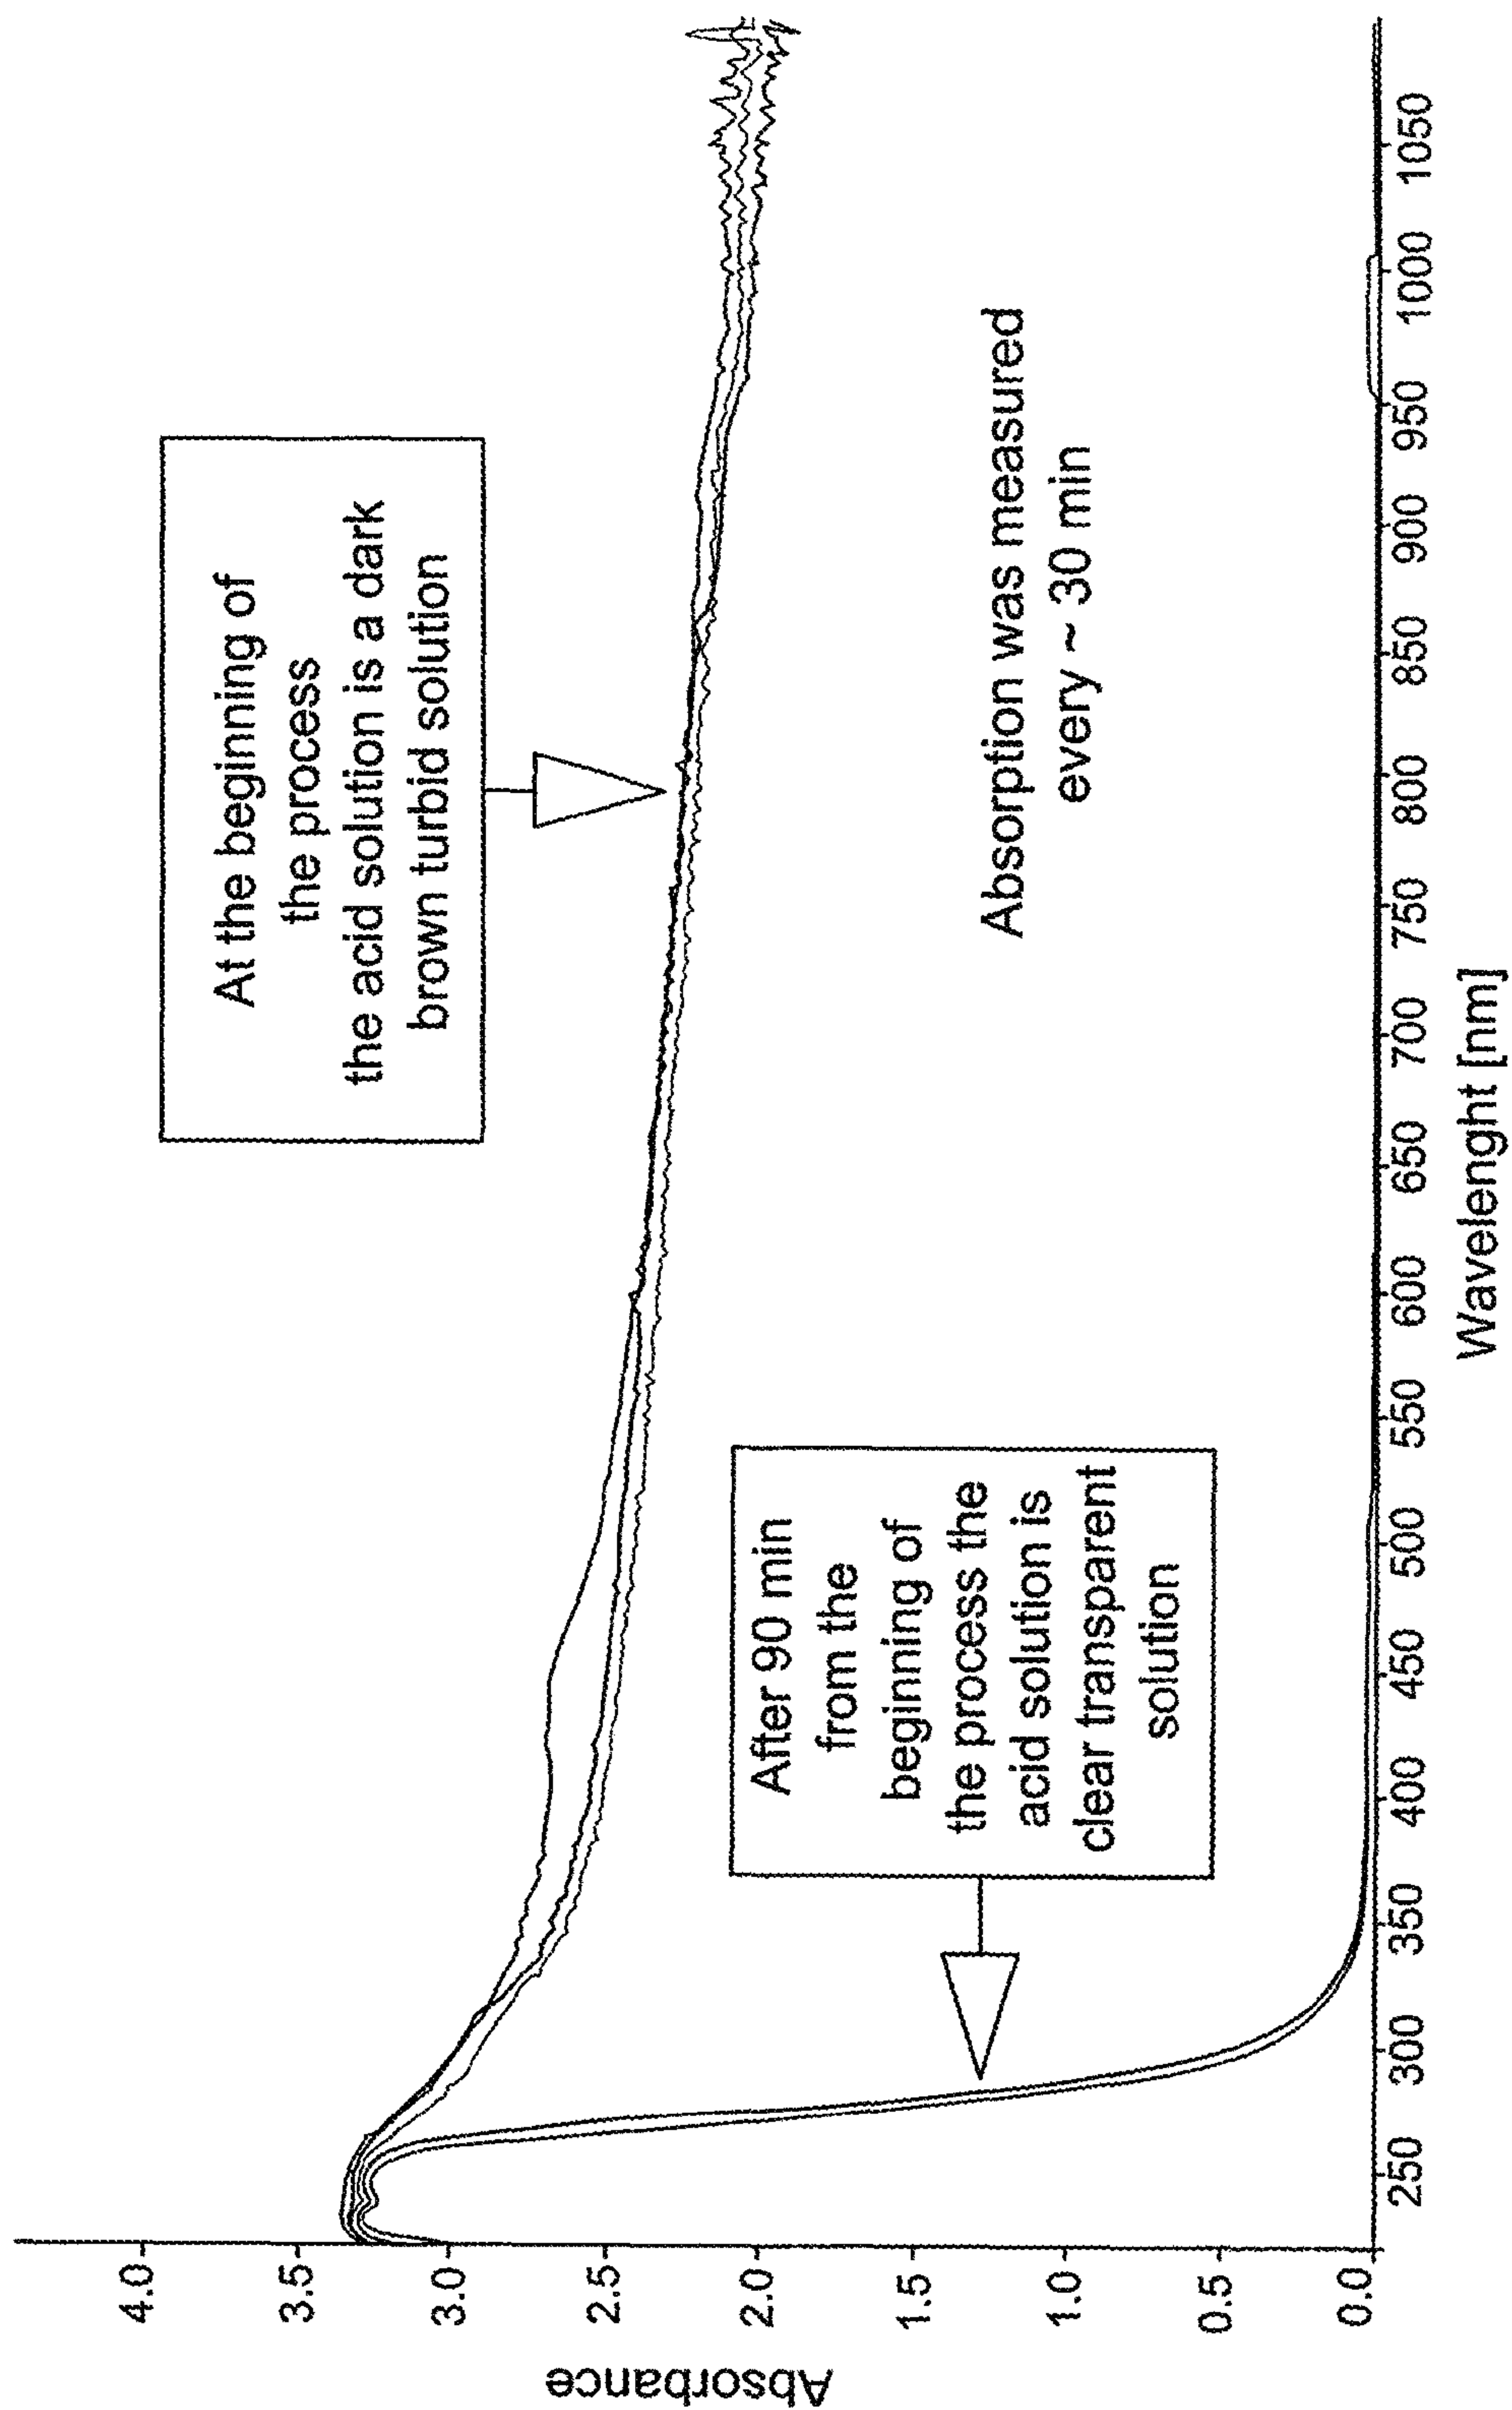 At the beginning of
the process
the acid solution is a dark
brown turbid solution
After 90 min
from the
beginning of
the process the
acid solution is
clear transparent
solution
Absorption was measured
every ~ 30 min
Absorbance
4.0
3.5
3.0
2.5
2.0
1.5
1.0
0.5
0.0
250 300 350 400 450 500 550 600 650 700 750 800 850 900 950 1000 1050
Wavelenght [nm]